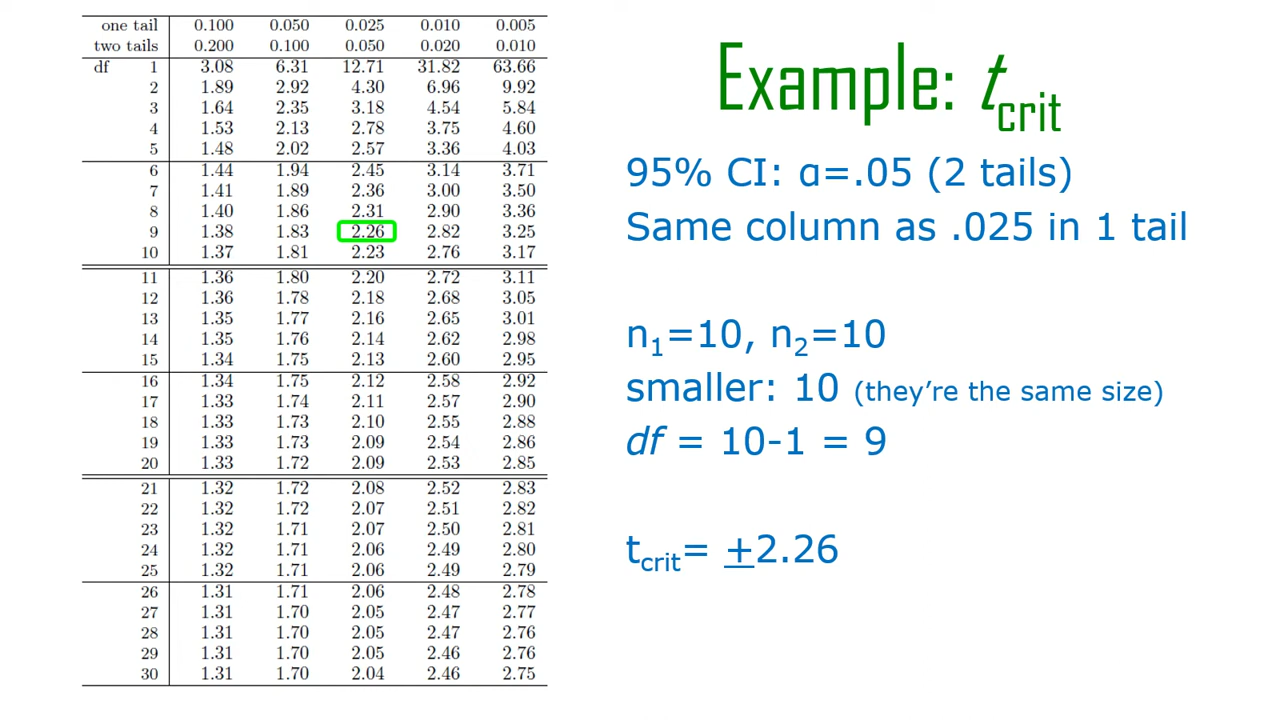 one tail 0.100 0.050 0.025 0.010 0.005
two tails 0.200 0.100 0.050 0.020 0.010
df 1 3.08 6.31 12.71 31.82 63.66
2 1.89 2.92 4.30 6.96 9.92
3 1.64 2.35 3.18 4.54 5.84
4 1.53 2.13 2.78 3.75 4.60
5 1.48 2.02 2.57 3.36 4.03
6 1.44 1.94 2.45 3.14 3.71
7 1.41 1.89 2.36 3.00 3.50
8 1.40 1.86 2.31 2.90 3.36
9 1.38 1.83 2.26 2.82 3.25
10 1.37 1.81 2.23 2.76 3.17
11 1.36 1.80 2.20 2.72 3.11
12 1.36 1.78 2.18 2.68 3.05
13 1.35 1.77 2.16 2.65 3.01
14 1.35 1.76 2.14 2.62 2.98
15 1.34 1.75 2.13 2.60 2.95
16 1.34 1.75 2.12 2.58 2.92
17 1.33 1.74 2.11 2.57 2.90
18 1.33 1.73 2.10 2.55 2.88
19 1.33 1.73 2.09 2.54 2.86
20 1.33 1.72 2.09 2.53 2.85
21 1.32 1.72 2.08 2.52 2.83
22 1.32 1.72 2.07 2.51 2.82
23 1.32 1.71 2.07 2.50 2.81
24 1.32 1.71 2.06 2.49 2.80
25 1.32 1.71 2.06 2.49 2.79
26 1.31 1.71 2.06 2.48 2.78
27 1.31 1.70 2.05 2.47 2.77
28 1.31 1.70 2.05 2.47 2.76
29 1.31 1.70 2.05 2.46 2.76
30 1.31 1.70 2.04 2.46 2.75
Example: tcrit
95% CI: α=.05 (2 tails)
Same column as .025 in 1 tail
n1=10, n2=10
smaller: 10 (they're the same size)
df = 10-1 = 9
tcrit= ±2.26